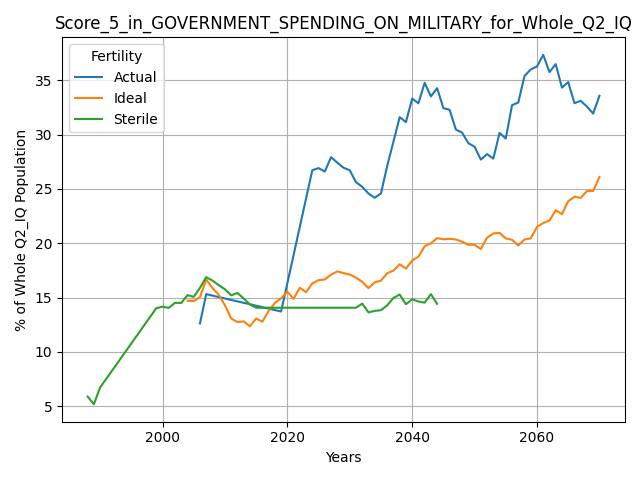 Score_5_in_GOVERNMENT_SPENDING_ON_MILITARY_for_Whole_Q2_IQ
Fertility
Actual
Ideal
Sterile
% of Whole Q2_IQ Population
35
30
25
20
15
10
5
2000 2020 2040 2060
Years